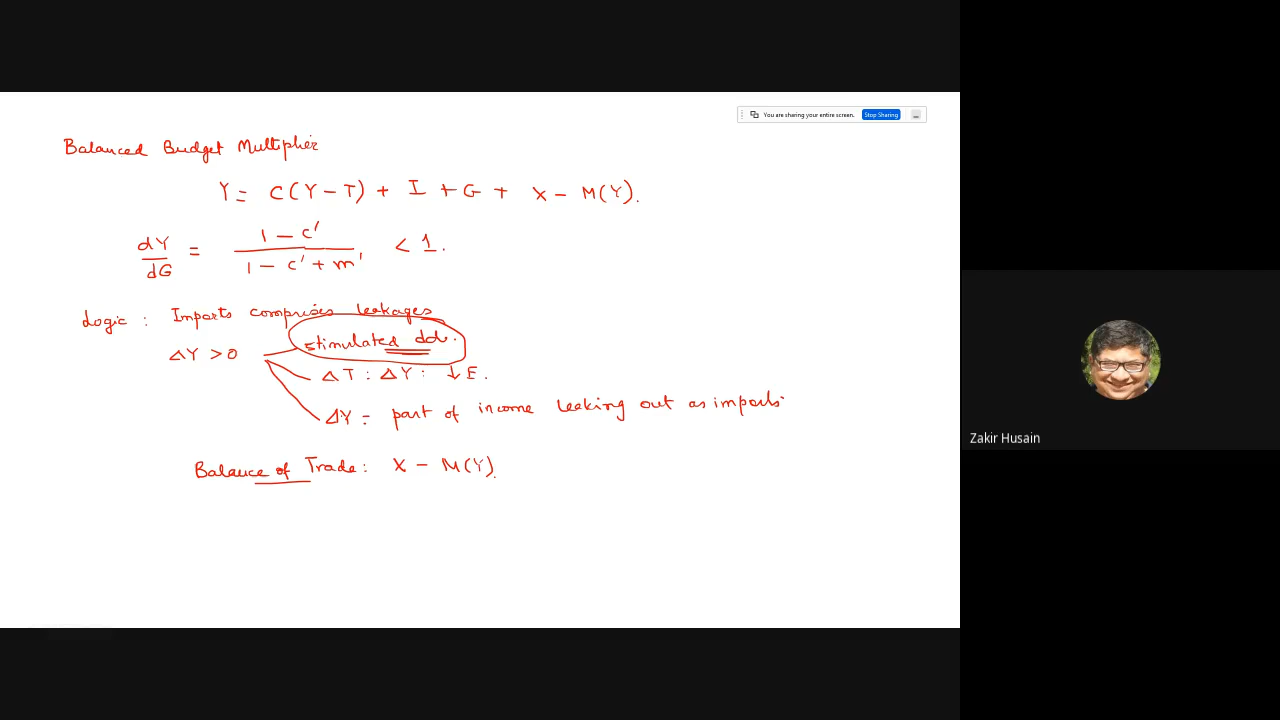 You are sharing your entire screen. Stop Sharing
Balanced Budget Multiplier
Y = C(Y-T) + I + G + X - M(Y).
dY/dG = (1 - c')/(1 - c' + m') < 1.
Logic : Imports comprises leakages
stimulated dd.
ΔY > 0
ΔT : ΔY : ↓ E.
ΔY = part of income leaking out as imports
Zakir Husain
Balance of Trade : X - M(Y).